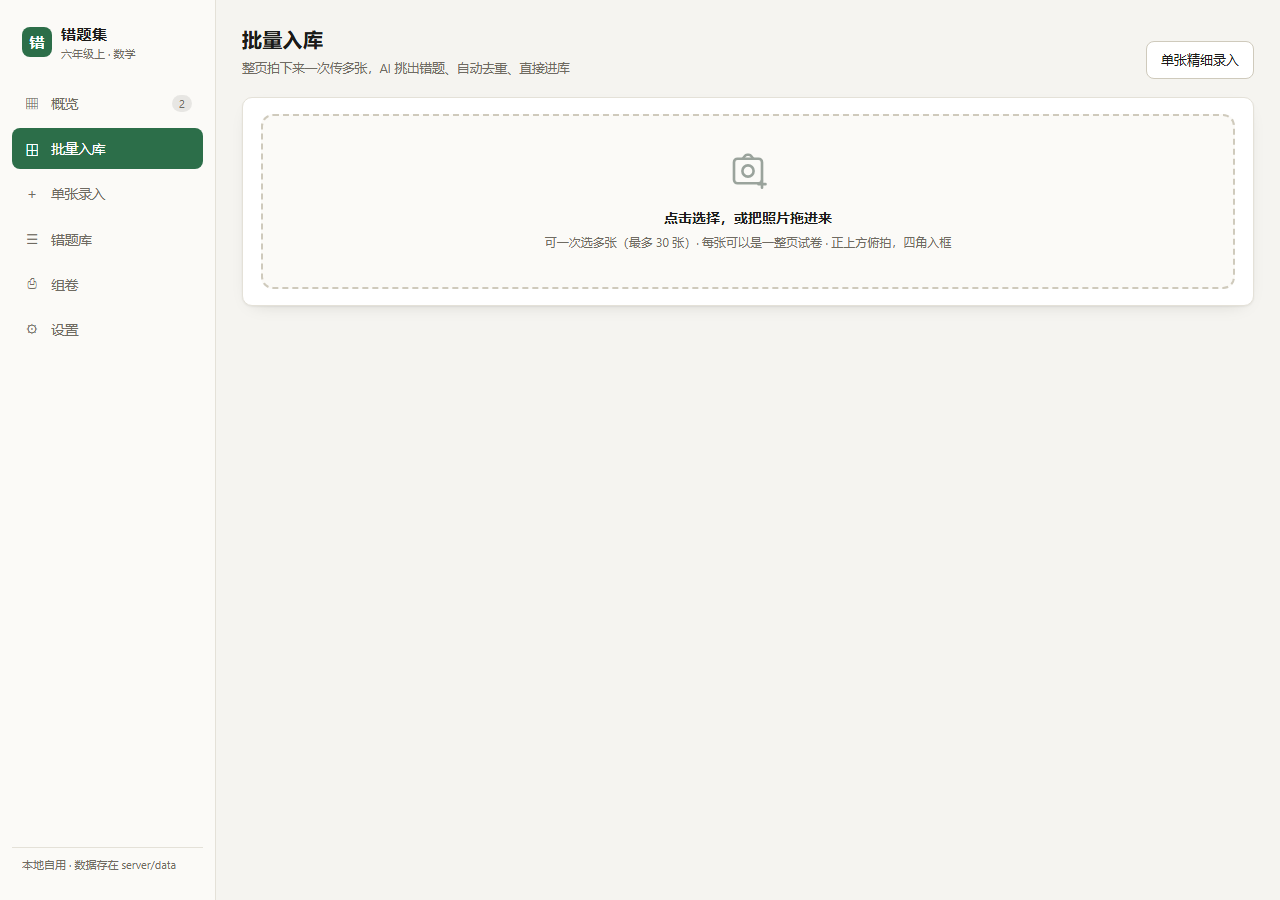 错
错题集
六年级上 · 数学
概览
2
批量入库
单张录入
错题库
组卷
设置
本地自用 · 数据存在 server/data
批量入库
整页拍下来一次传多张，AI 挑出错题、自动去重、直接进库
单张精细录入
点击选择，或把照片拖进来
可一次选多张（最多 30 张）· 每张可以是一整页试卷 · 正上方俯拍，四角入框